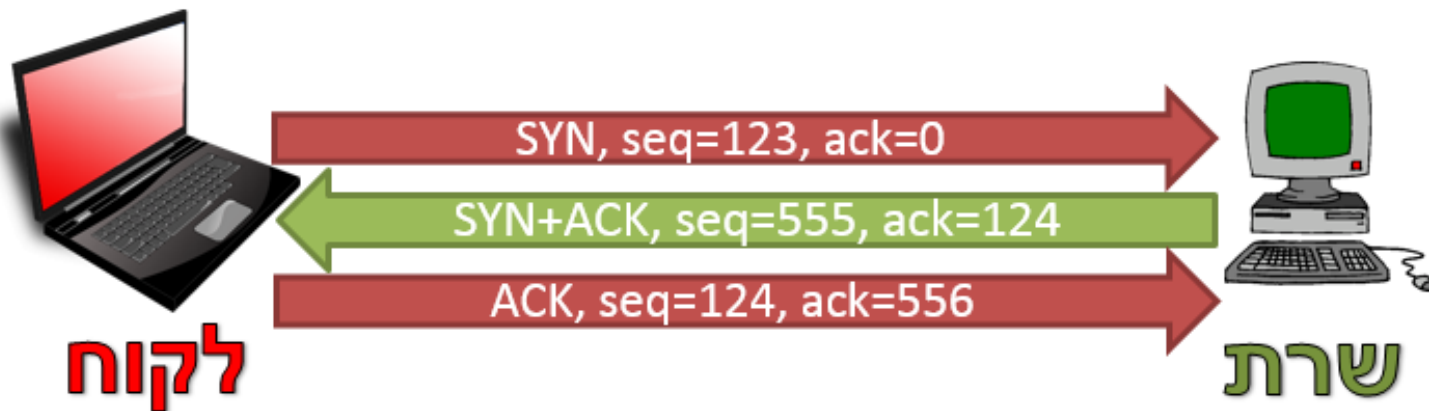 SYN, seq=123, ack=0
SYN+ACK, seq=555, ack=124
ACK, seq=124, ack=556
לקוח
שרת